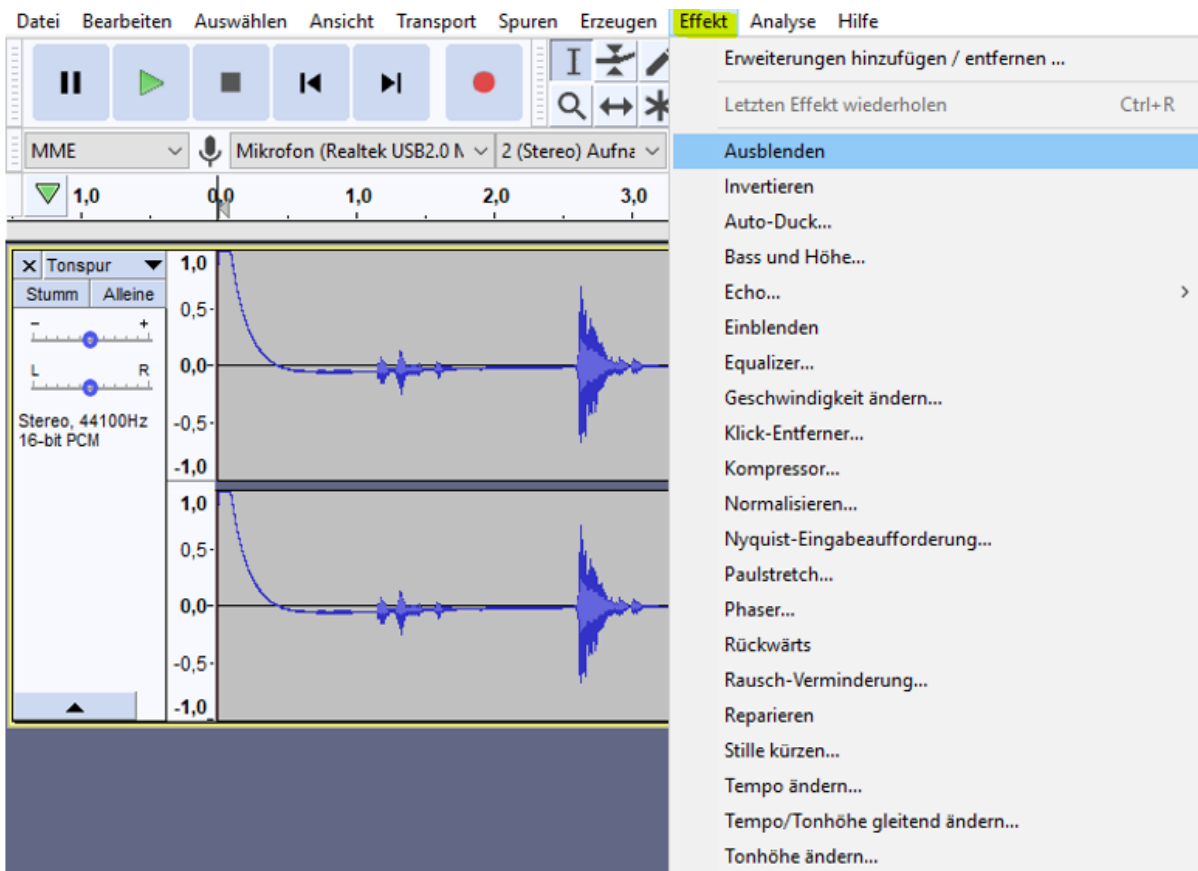 Datei Bearbeiten Auswählen Ansicht Transport Spuren Erzeugen Effekt Analyse Hilfe
MME
Mikrofon (Realtek USB2.0 M
2 (Stereo) Aufna
1,0 0,0 1,0 2,0 3,0
Tonspur
Stumm Alleine
- +
L R
Stereo, 44100Hz
16-bit PCM
1,0
0,5-
0,0-
-0,5-
-1,0
1,0
0,5-
0,0-
-0,5-
-1,0
Erweiterungen hinzufügen / entfernen ...
Letzten Effekt wiederholen Ctrl+R
Ausblenden
Invertieren
Auto-Duck...
Bass und Höhe...
Echo...
Einblenden
Equalizer...
Geschwindigkeit ändern...
Klick-Entferner...
Kompressor...
Normalisieren...
Nyquist-Eingabeaufforderung...
Paulstretch...
Phaser...
Rückwärts
Rausch-Verminderung...
Reparieren
Stille kürzen...
Tempo ändern...
Tempo/Tonhöhe gleitend ändern...
Tonhöhe ändern...